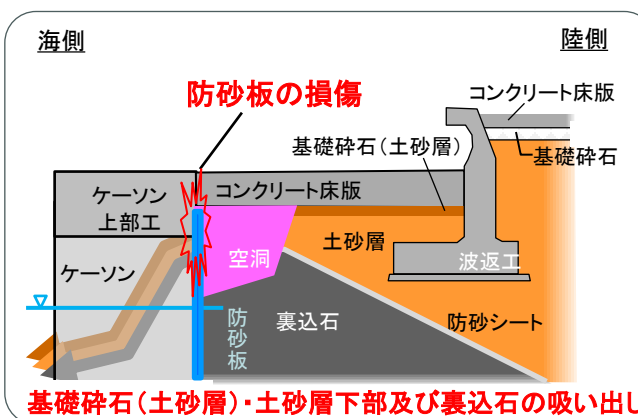 海側
陸側
防砂板の損傷
コンクリート床版
基礎砕石(土砂層)
基礎砕石
ケーソン
上部工
コンクリート床版
土砂層
空洞
波返工
ケーソン
防砂板
裏込石
防砂シート
基礎砕石(土砂層)・土砂層下部及び裏込石の吸い出し